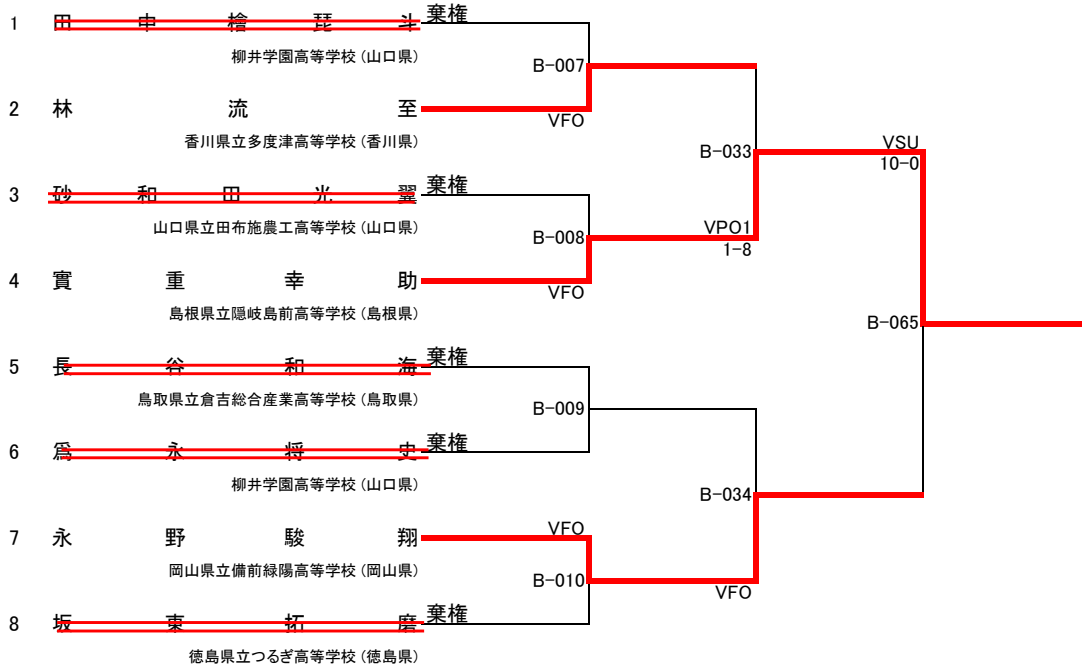 1 田中檜琵斗 棄権
柳井学園高等学校 (山口県)
B-007
2 林流至
VFO
香川県立多度津高等学校 (香川県)
B-033
VSU
10-0
3 砂和田光翼 棄権
山口県立田布施農工高等学校 (山口県)
B-008
VPO1
1-8
4 實重幸助
VFO
島根県立隠岐島前高等学校 (島根県)
B-065
5 長谷和海 棄権
鳥取県立倉吉総合産業高等学校 (鳥取県)
B-009
6 爲永将史 棄権
柳井学園高等学校 (山口県)
B-034
7 永野駿翔
VFO
岡山県立備前緑陽高等学校 (岡山県)
B-010
VFO
8 坂東拓磨 棄権
徳島県立つるぎ高等学校 (徳島県)